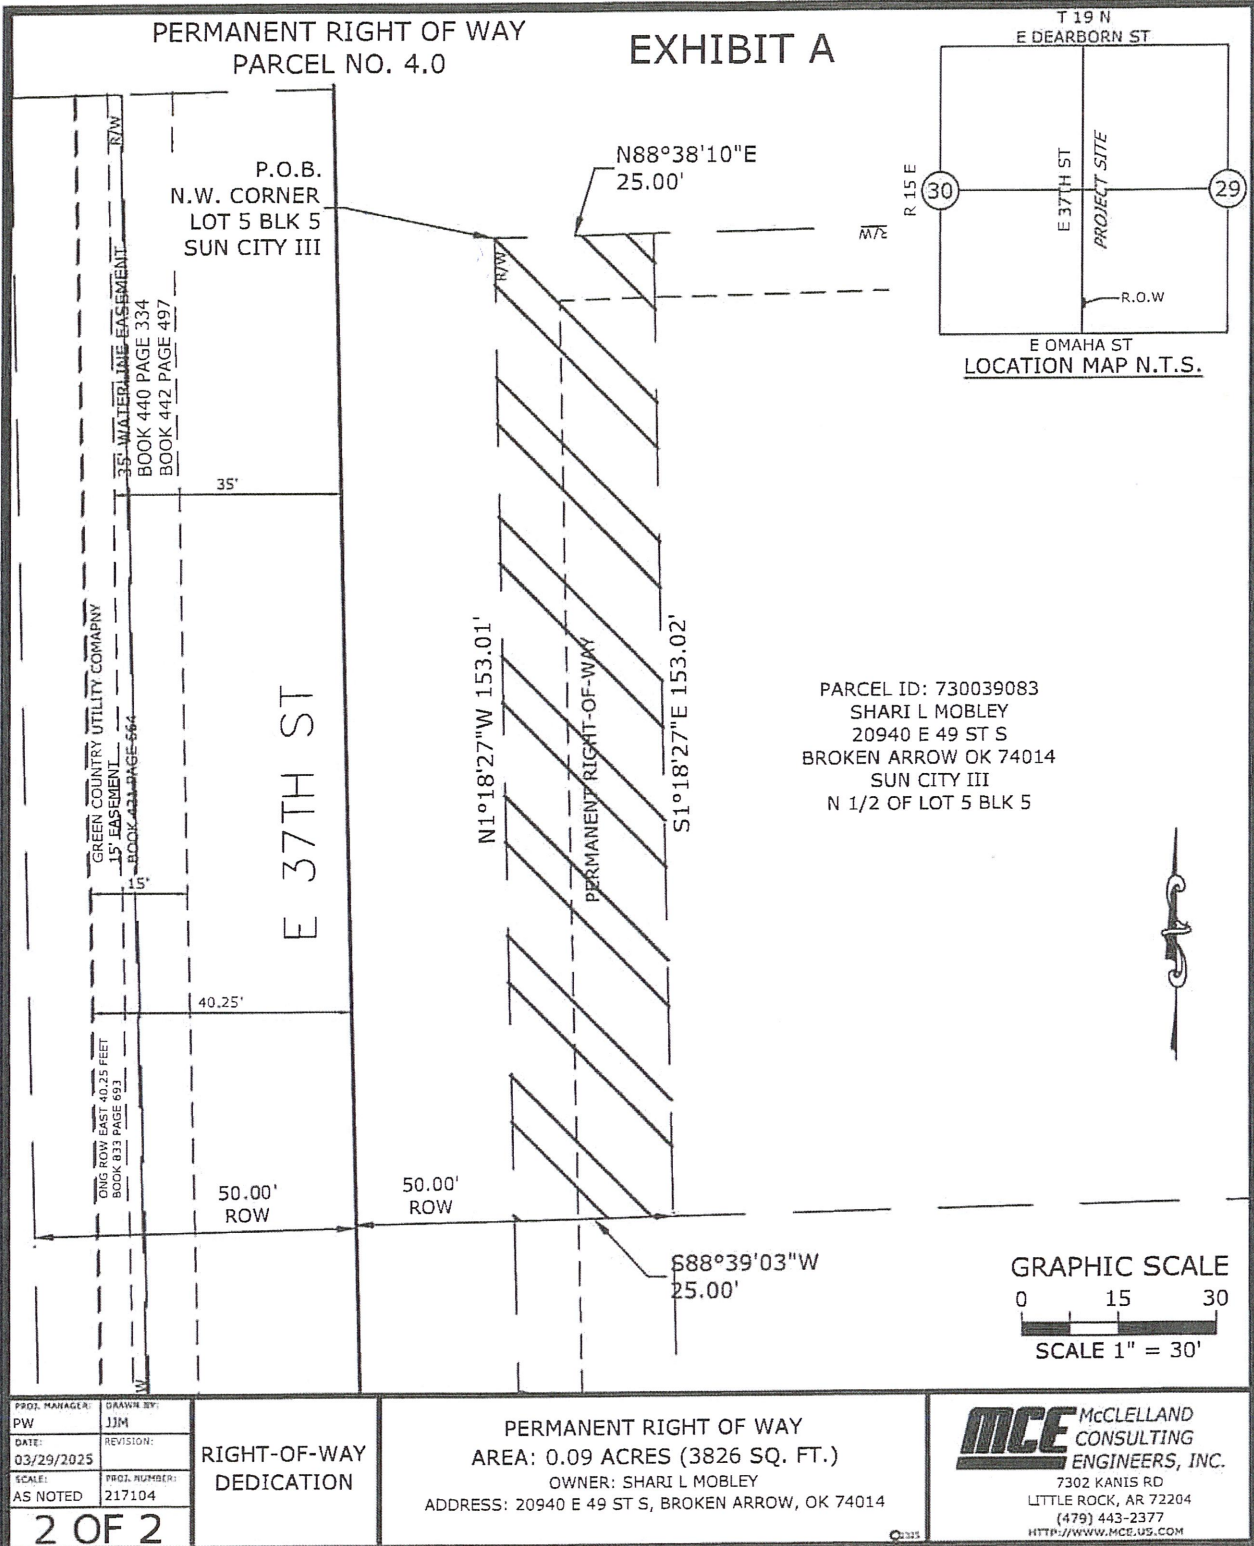 PERMANENT RIGHT OF WAY
PARCEL NO. 4.0
EXHIBIT A
T 19 N
E DEARBORN ST
R 15 E
30
29
E 37TH ST
PROJECT SITE
R.O.W
E OMAHA ST
LOCATION MAP N.T.S.
R/W
P.O.B.
N.W. CORNER
LOT 5 BLK 5
SUN CITY III
N88°38'10"E
25.00'
R/W
R/W
35' WATERLINE EASEMENT
BOOK 440 PAGE 334
BOOK 442 PAGE 497
35'
GREEN COUNTRY UTILITY COMAPNY
15' EASEMENT
BOOK 421 PAGE 564
15'
E 37TH ST
N1°18'27"W 153.01'
PERMANENT RIGHT-OF-WAY
S1°18'27"E 153.02'
PARCEL ID: 730039083
SHARI L MOBLEY
20940 E 49 ST S
BROKEN ARROW OK 74014
SUN CITY III
N 1/2 OF LOT 5 BLK 5
40.25'
ONG ROW EAST 40.25 FEET
BOOK 833 PAGE 693
50.00'
ROW
50.00'
ROW
S88°39'03"W
25.00'
GRAPHIC SCALE
0 15 30
SCALE 1" = 30'
W
PROJ. MANAGER:
PW
DRAWN BY:
JJM
DATE:
03/29/2025
REVISION:
SCALE:
AS NOTED
PROJ. NUMBER:
217104
2 OF 2
RIGHT-OF-WAY
DEDICATION
PERMANENT RIGHT OF WAY
AREA: 0.09 ACRES (3826 SQ. FT.)
OWNER: SHARI L MOBLEY
ADDRESS: 20940 E 49 ST S, BROKEN ARROW, OK 74014
MCE McCLELLAND
CONSULTING
ENGINEERS, INC.
7302 KANIS RD
LITTLE ROCK, AR 72204
(479) 443-2377
HTTP://WWW.MCE.US.COM